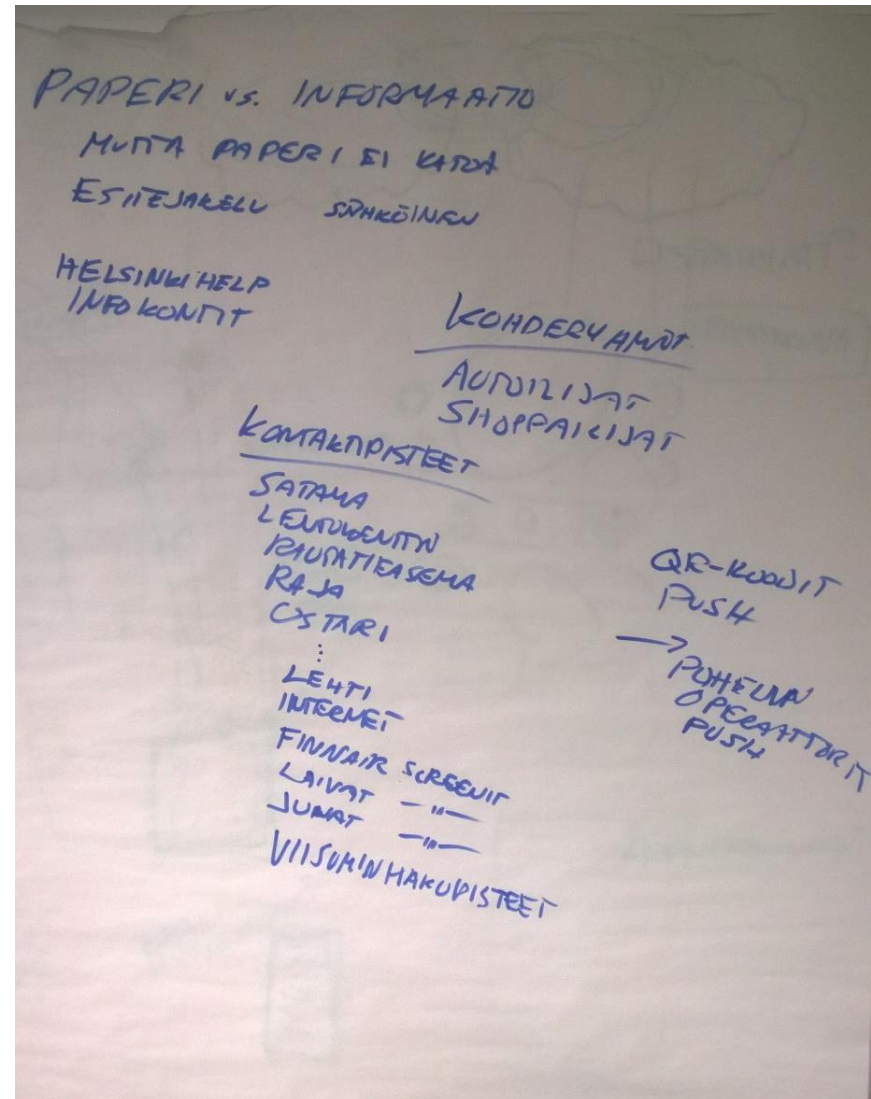 PAPERI vs. INFORMAATIO
MUTTA PAPERI EI KATOA
ESITEJAKELU SÄHKÖINEN
HELSINKI HELP
INFOKONTIT
KOHDERYHMÄT
AUTOILIJAT
SHOPPAILIJAT
KONTAKTIPISTEET
SATAMA
LENTOKENTTÄ
RAUTATIEASEMA
RAJA
OSTARI
⋮
LEHTI
INTERNET
FINNAIR SCREENIT
LAIVAT —"—
JUNAT —"—
VIISUMINHAKUPISTEET
QR-KOODIT
PUSH
→
PUHELIN
OPERAATTORIT
PUSH